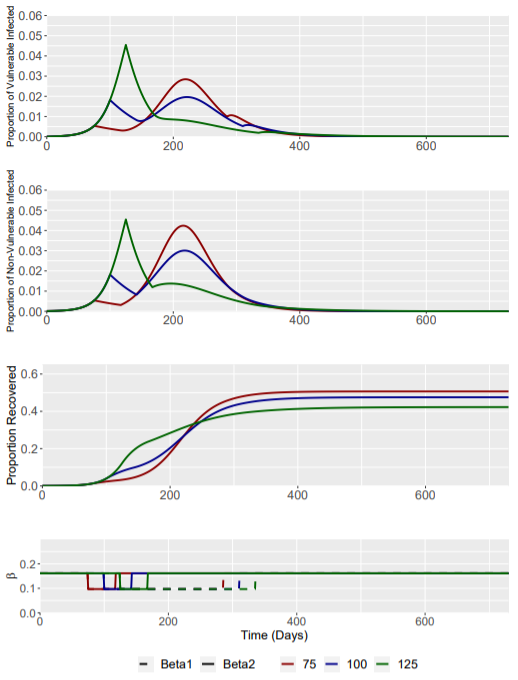 Proportion of Vulnerable Infected
0.06
0.05
0.04
0.03
0.02
0.01
0.00
0 200 400 600
Proportion of Non-Vulnerable Infected
0.06
0.05
0.04
0.03
0.02
0.01
0.00
0 200 400 600
Proportion Recovered
0.6
0.4
0.2
0.0
0 200 400 600
β
0.2
0.1
0.0
0 200 400 600
Time (Days)
Beta1 Beta2 75 100 125